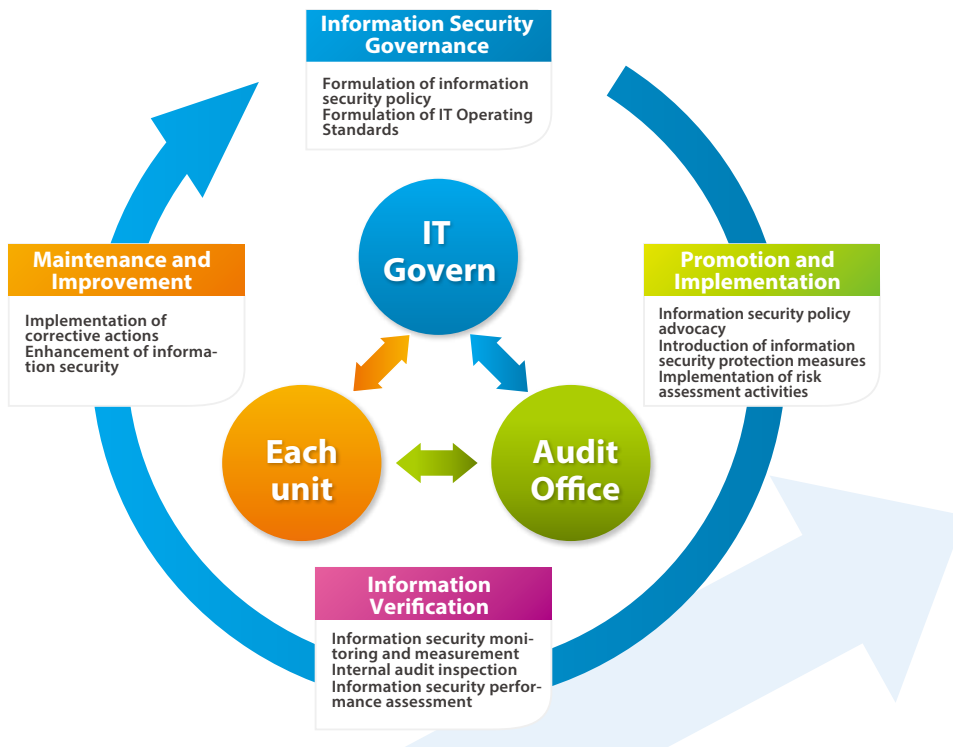 Information Security
Governance
Formulation of information
security policy
Formulation of IT Operating
Standards
IT
Govern
Maintenance and
Improvement
Implementation of
corrective actions
Enhancement of informa-
tion security
Promotion and
Implementation
Information security policy
advocacy
Introduction of information
security protection measures
Implementation of risk
assessment activities
Each
unit
Audit
Office
Information
Verification
Information security moni-
toring and measurement
Internal audit inspection
Information security perfor-
mance assessment